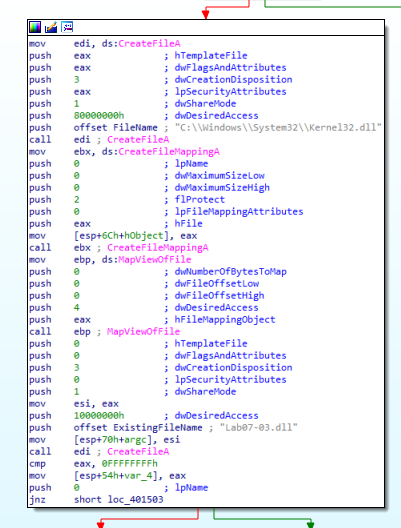 mov edi, ds:CreateFileA
push eax ; hTemplateFile
push eax ; dwFlagsAndAttributes
push 3 ; dwCreationDisposition
push eax ; lpSecurityAttributes
push 1 ; dwShareMode
push 80000000h ; dwDesiredAccess
push offset FileName ; "C:\\Windows\\System32\\Kernel32.dll"
call edi ; CreateFileA
mov ebx, ds:CreateFileMappingA
push 0 ; lpName
push 0 ; dwMaximumSizeLow
push 0 ; dwMaximumSizeHigh
push 2 ; flProtect
push 0 ; lpFileMappingAttributes
push eax ; hFile
mov [esp+6Ch+hObject], eax
call ebx ; CreateFileMappingA
mov ebp, ds:MapViewOfFile
push 0 ; dwNumberOfBytesToMap
push 0 ; dwFileOffsetLow
push 0 ; dwFileOffsetHigh
push 4 ; dwDesiredAccess
push eax ; hFileMappingObject
call ebp ; MapViewOfFile
push 0 ; hTemplateFile
push 0 ; dwFlagsAndAttributes
push 3 ; dwCreationDisposition
push 0 ; lpSecurityAttributes
push 1 ; dwShareMode
mov esi, eax
push 10000000h ; dwDesiredAccess
push offset ExistingFileName ; "Lab07-03.dll"
mov [esp+70h+argc], esi
call edi ; CreateFileA
cmp eax, 0FFFFFFFFh
mov [esp+54h+var_4], eax
push 0 ; lpName
jnz short loc_401503